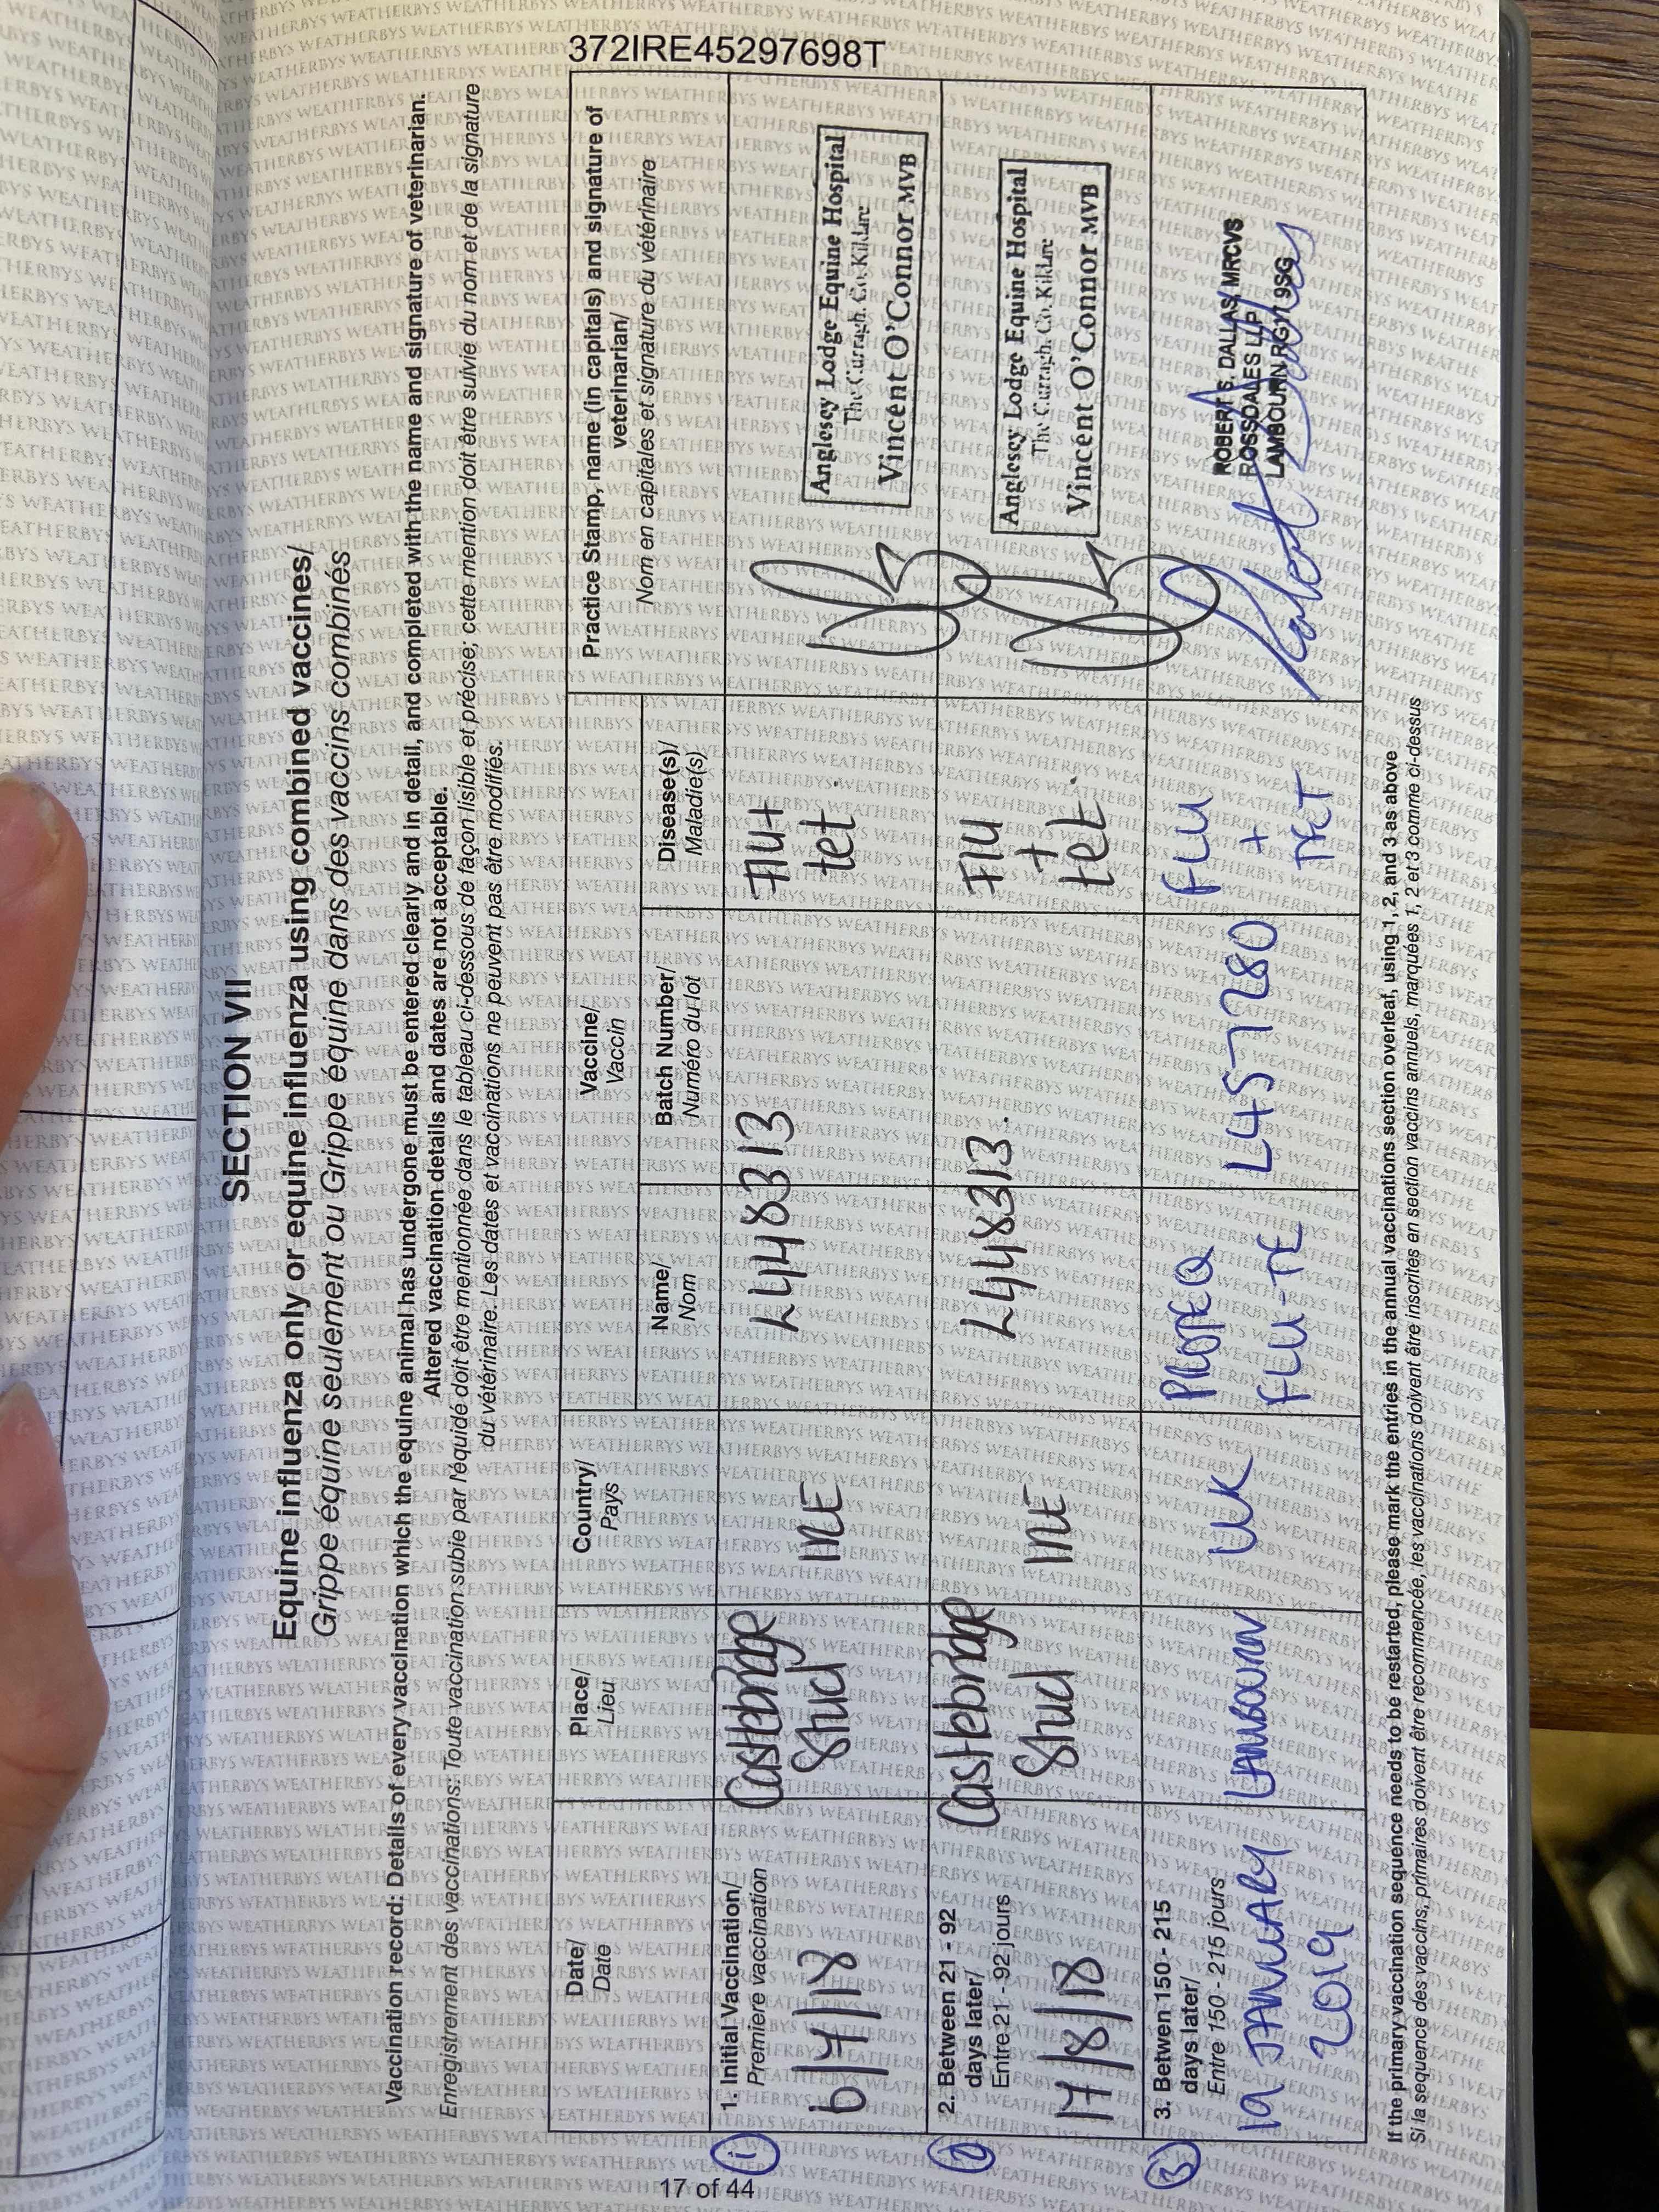 372IRE45297698T
SECTION VII
Equine influenza only or equine influenza using combined vaccines/
Grippe équine seulement ou Grippe équine dans des vaccins combinés
Vaccination record: Details of every vaccination which the equine animal has undergone must be entered clearly and in detail, and completed with the name and signature of veterinarian.
Altered vaccination details and dates are not acceptable.
Enregistrement des vaccinations: Toute vaccination subie par l'équidé doit être mentionnée dans le tableau ci-dessous de façon lisible et précise; cette mention doit être suivie du nom et de la signature
du vétérinaire. Les dates et vaccinations ne peuvent pas être modifiés.
Date/
Date
Place/
Lieu
Country/
Pays
Vaccine/
Vaccin
Name/
Nom
Batch Number/
Numéro du lot
Disease(s)/
Maladie(s)
Practice Stamp, name (in capitals) and signature of
veterinarian/
Nom en capitales et signature du vétérinaire
1
1. Initial Vaccination/
Premiere vaccination
6/7/18
Castlebridge
Stud
IRE
L448313
Flu +
tet.
Anglesey Lodge Equine Hospital
The Curragh, Co. Kildare
Vincent O'Connor MVB
2
2. Between 21 - 92
days later/
Entre 21 - 92 jours
17/8/18
Castlebridge
Stud
IRE
L448313.
Flu
+
tet.
Anglesey Lodge Equine Hospital
The Curragh, Co. Kildare
Vincent O'Connor MVB
3
3. Betwen 150 - 215
days later/
Entre 150 - 215 jours
19 JANUARY
2019
LAMBOURN
UK
PROTEQ
FLU-TE
L457280
FLU
+
TET
ROBERT S. DALLAS MRCVS
ROSSDALES LLP
LAMBOURN RG17 9SG
If the primary vaccination sequence needs to be restarted, please mark the entries in the annual vaccinations section overleaf, using 1, 2, and 3 as above
Si la sequence des vaccins, primaires doivent être recommencée, les vaccinations doivent être inscrites en section vaccins annuels, marquées 1, 2 et 3 comme ci-dessus
17 of 44